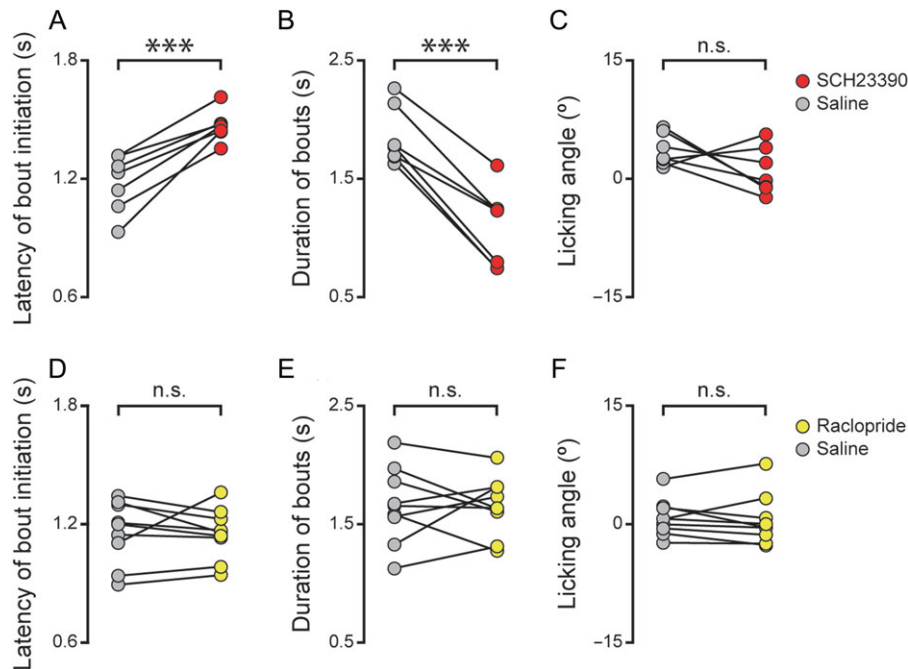 A
Latency of bout initiation (s)
1.8
1.2
0.6
***
B
Duration of bouts (s)
2.5
1.5
0.5
***
C
Licking angle (º)
15
0
−15
n.s.
SCH23390
Saline
D
Latency of bout initiation (s)
1.8
1.2
0.6
n.s.
E
Duration of bouts (s)
2.5
1.5
0.5
n.s.
F
Licking angle (º)
15
0
−15
n.s.
Raclopride
Saline